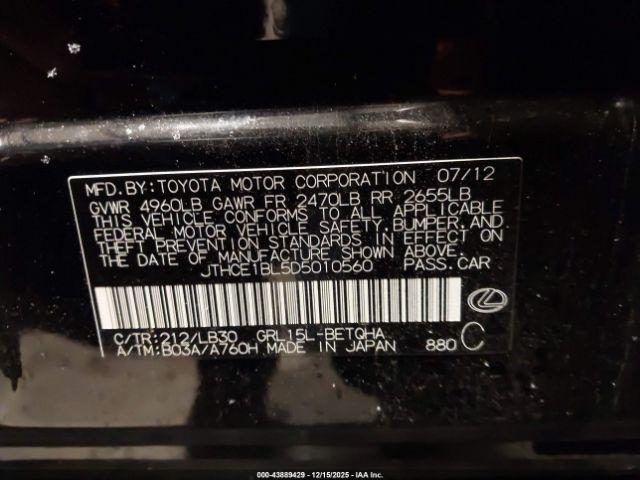 MFD.BY:TOYOTA MOTOR CORPORATION 07/12
GVWR 4960LB GAWR FR 2470LB RR 2655LB
THIS VEHICLE CONFORMS TO ALL APPLICABLE
FEDERAL MOTOR VEHICLE SAFETY,BUMPER,AND
THEFT PREVENTION STANDARDS IN EFFECT ON
THE DATE OF MANUFACTURE SHOWN ABOVE.
JTHCE1BL5D5010560 PASS.CAR
C/TR:212/LB30 GRL15L-BETQHA
A/TM:B03A/A760H MADE IN JAPAN 880 C
000-43889429 - 12/15/2025 - IAA Inc.